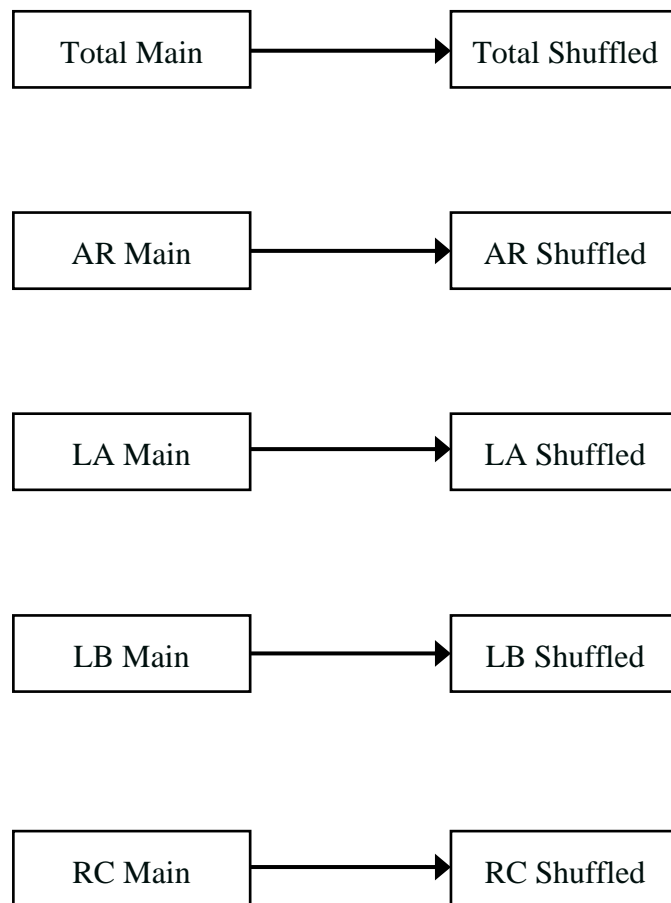 Total Main
Total Shuffled
AR Main
AR Shuffled
LA Main
LA Shuffled
LB Main
LB Shuffled
RC Main
RC Shuffled